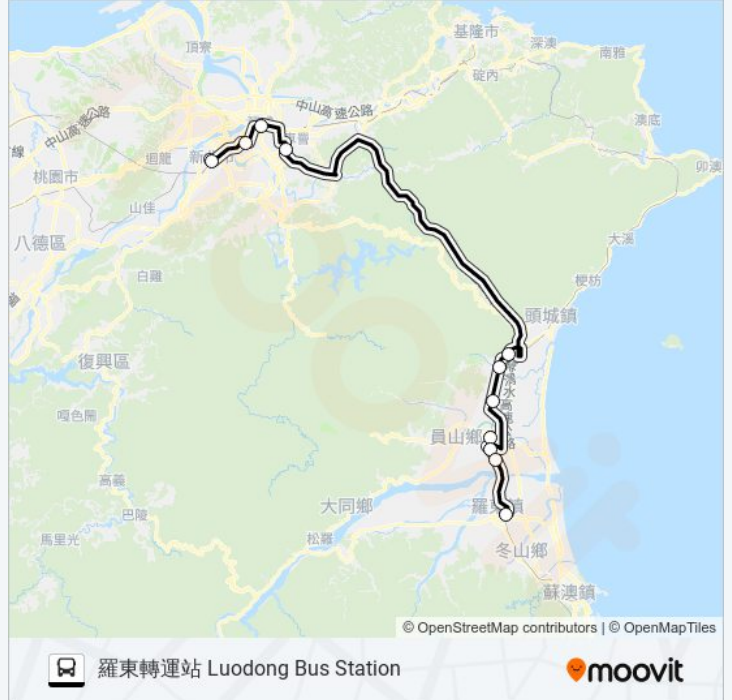 基隆市
深澳
頂寮
南雅
碇內
中山高速公路
中山高速公路
澳底
迴龍
卯澳
桃園市
山佳
八德區
大溪
白雞
梗枋
頭城鎮
復興區
嘎色鬧
員山鄉
高義
大同鄉
巴陵
松羅
馬里光
冬山鄉
蘇澳鎮
© OpenStreetMap contributors | © OpenMapTiles
羅東轉運站 Luodong Bus Station
moovit